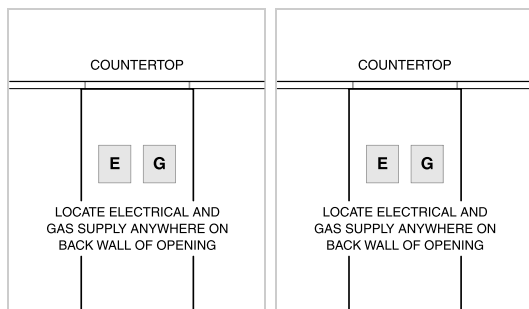 COUNTERTOP
E G
LOCATE ELECTRICAL AND
GAS SUPPLY ANYWHERE ON
BACK WALL OF OPENING
COUNTERTOP
E G
LOCATE ELECTRICAL AND
GAS SUPPLY ANYWHERE ON
BACK WALL OF OPENING